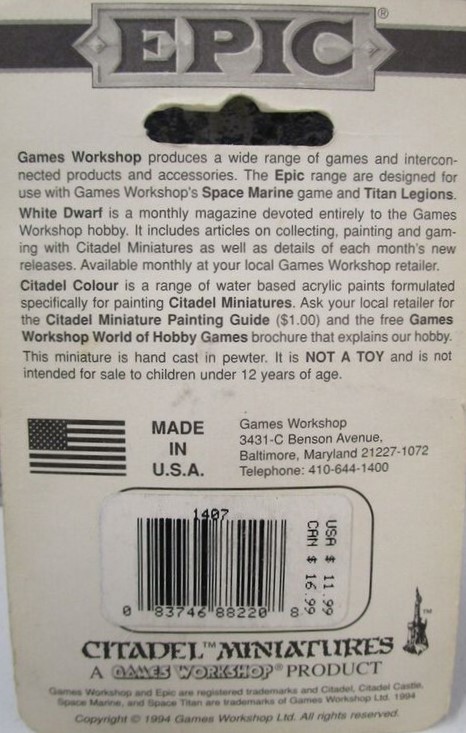 EPIC®
Games Workshop produces a wide range of games and intercon-
nected products and accessories. The Epic range are designed for
use with Games Workshop's Space Marine game and Titan Legions.
White Dwarf is a monthly magazine devoted entirely to the Games
Workshop hobby. It includes articles on collecting, painting and gam-
ing with Citadel Miniatures as well as details of each month's new
releases. Available monthly at your local Games Workshop retailer.
Citadel Colour is a range of water based acrylic paints formulated
specifically for painting Citadel Miniatures. Ask your local retailer for
the Citadel Miniature Painting Guide ($1.00) and the free Games
Workshop World of Hobby Games brochure that explains our hobby.
This miniature is hand cast in pewter. It is NOT A TOY and is not
intended for sale to children under 12 years of age.
MADE
IN
U.S.A.
Games Workshop
3431-C Benson Avenue,
Baltimore, Maryland 21227-1072
Telephone: 410-644-1400
1407
0 83746 88220 8
USA $ 11.99
CAN $ 16.99
CITADEL™ MINIATURES ™
A GAMES WORKSHOP® PRODUCT
Games Workshop and Epic are registered trademarks and Citadel, Citadel Castle,
Space Marine, and Space Titan are trademarks of Games Workshop Ltd. 1994
Copyright © 1994 Games Workshop Ltd. All rights reserved.